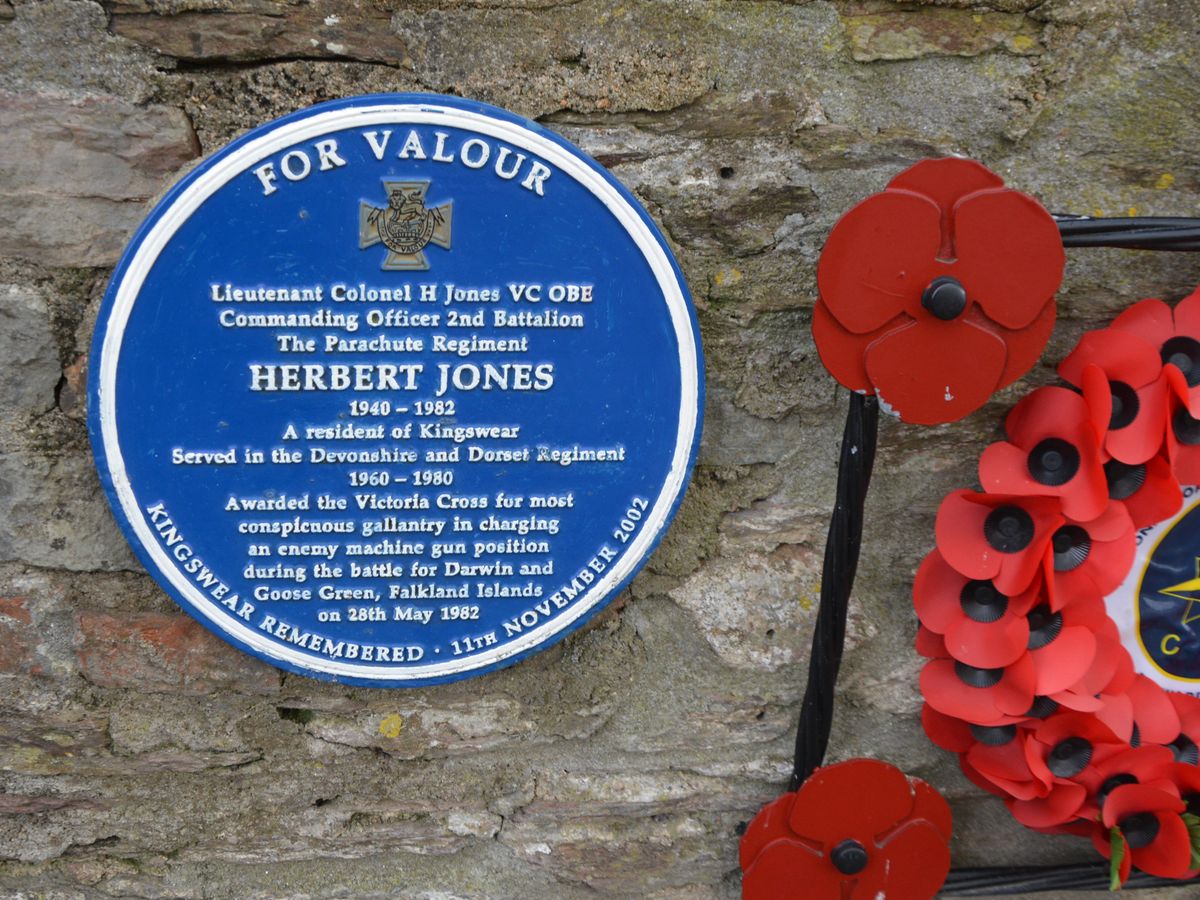 FOR VALOUR
FOR VALOUR
Lieutenant Colonel H Jones VC OBE
Commanding Officer 2nd Battalion
The Parachute Regiment
HERBERT JONES
1940 – 1982
A resident of Kingswear
Served in the Devonshire and Dorset Regiment
1960 – 1980
Awarded the Victoria Cross for most
conspicuous gallantry in charging
an enemy machine gun position
during the battle for Darwin and
Goose Green, Falkland Islands
on 28th May 1982
KINGSWEAR REMEMBERED · 11TH NOVEMBER 2002
C